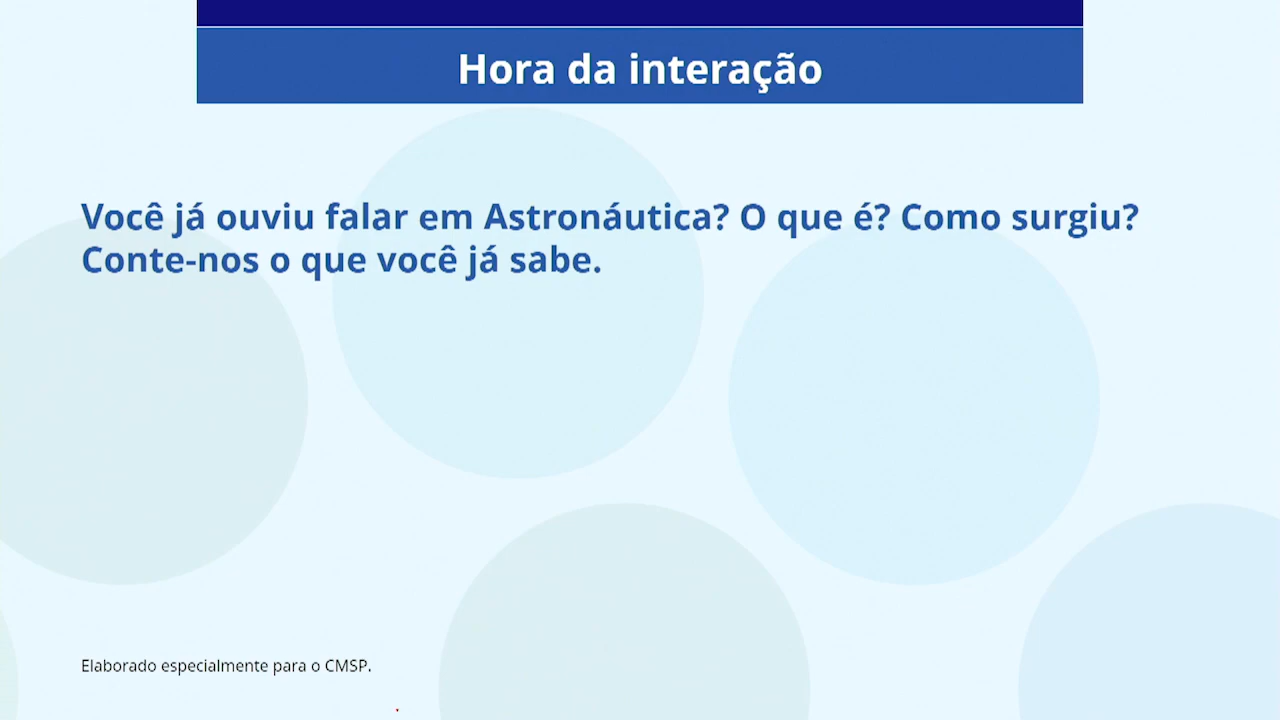 Hora da interação
Você já ouviu falar em Astronáutica? O que é? Como surgiu?
Conte-nos o que você já sabe.
Elaborado especialmente para o CMSP.